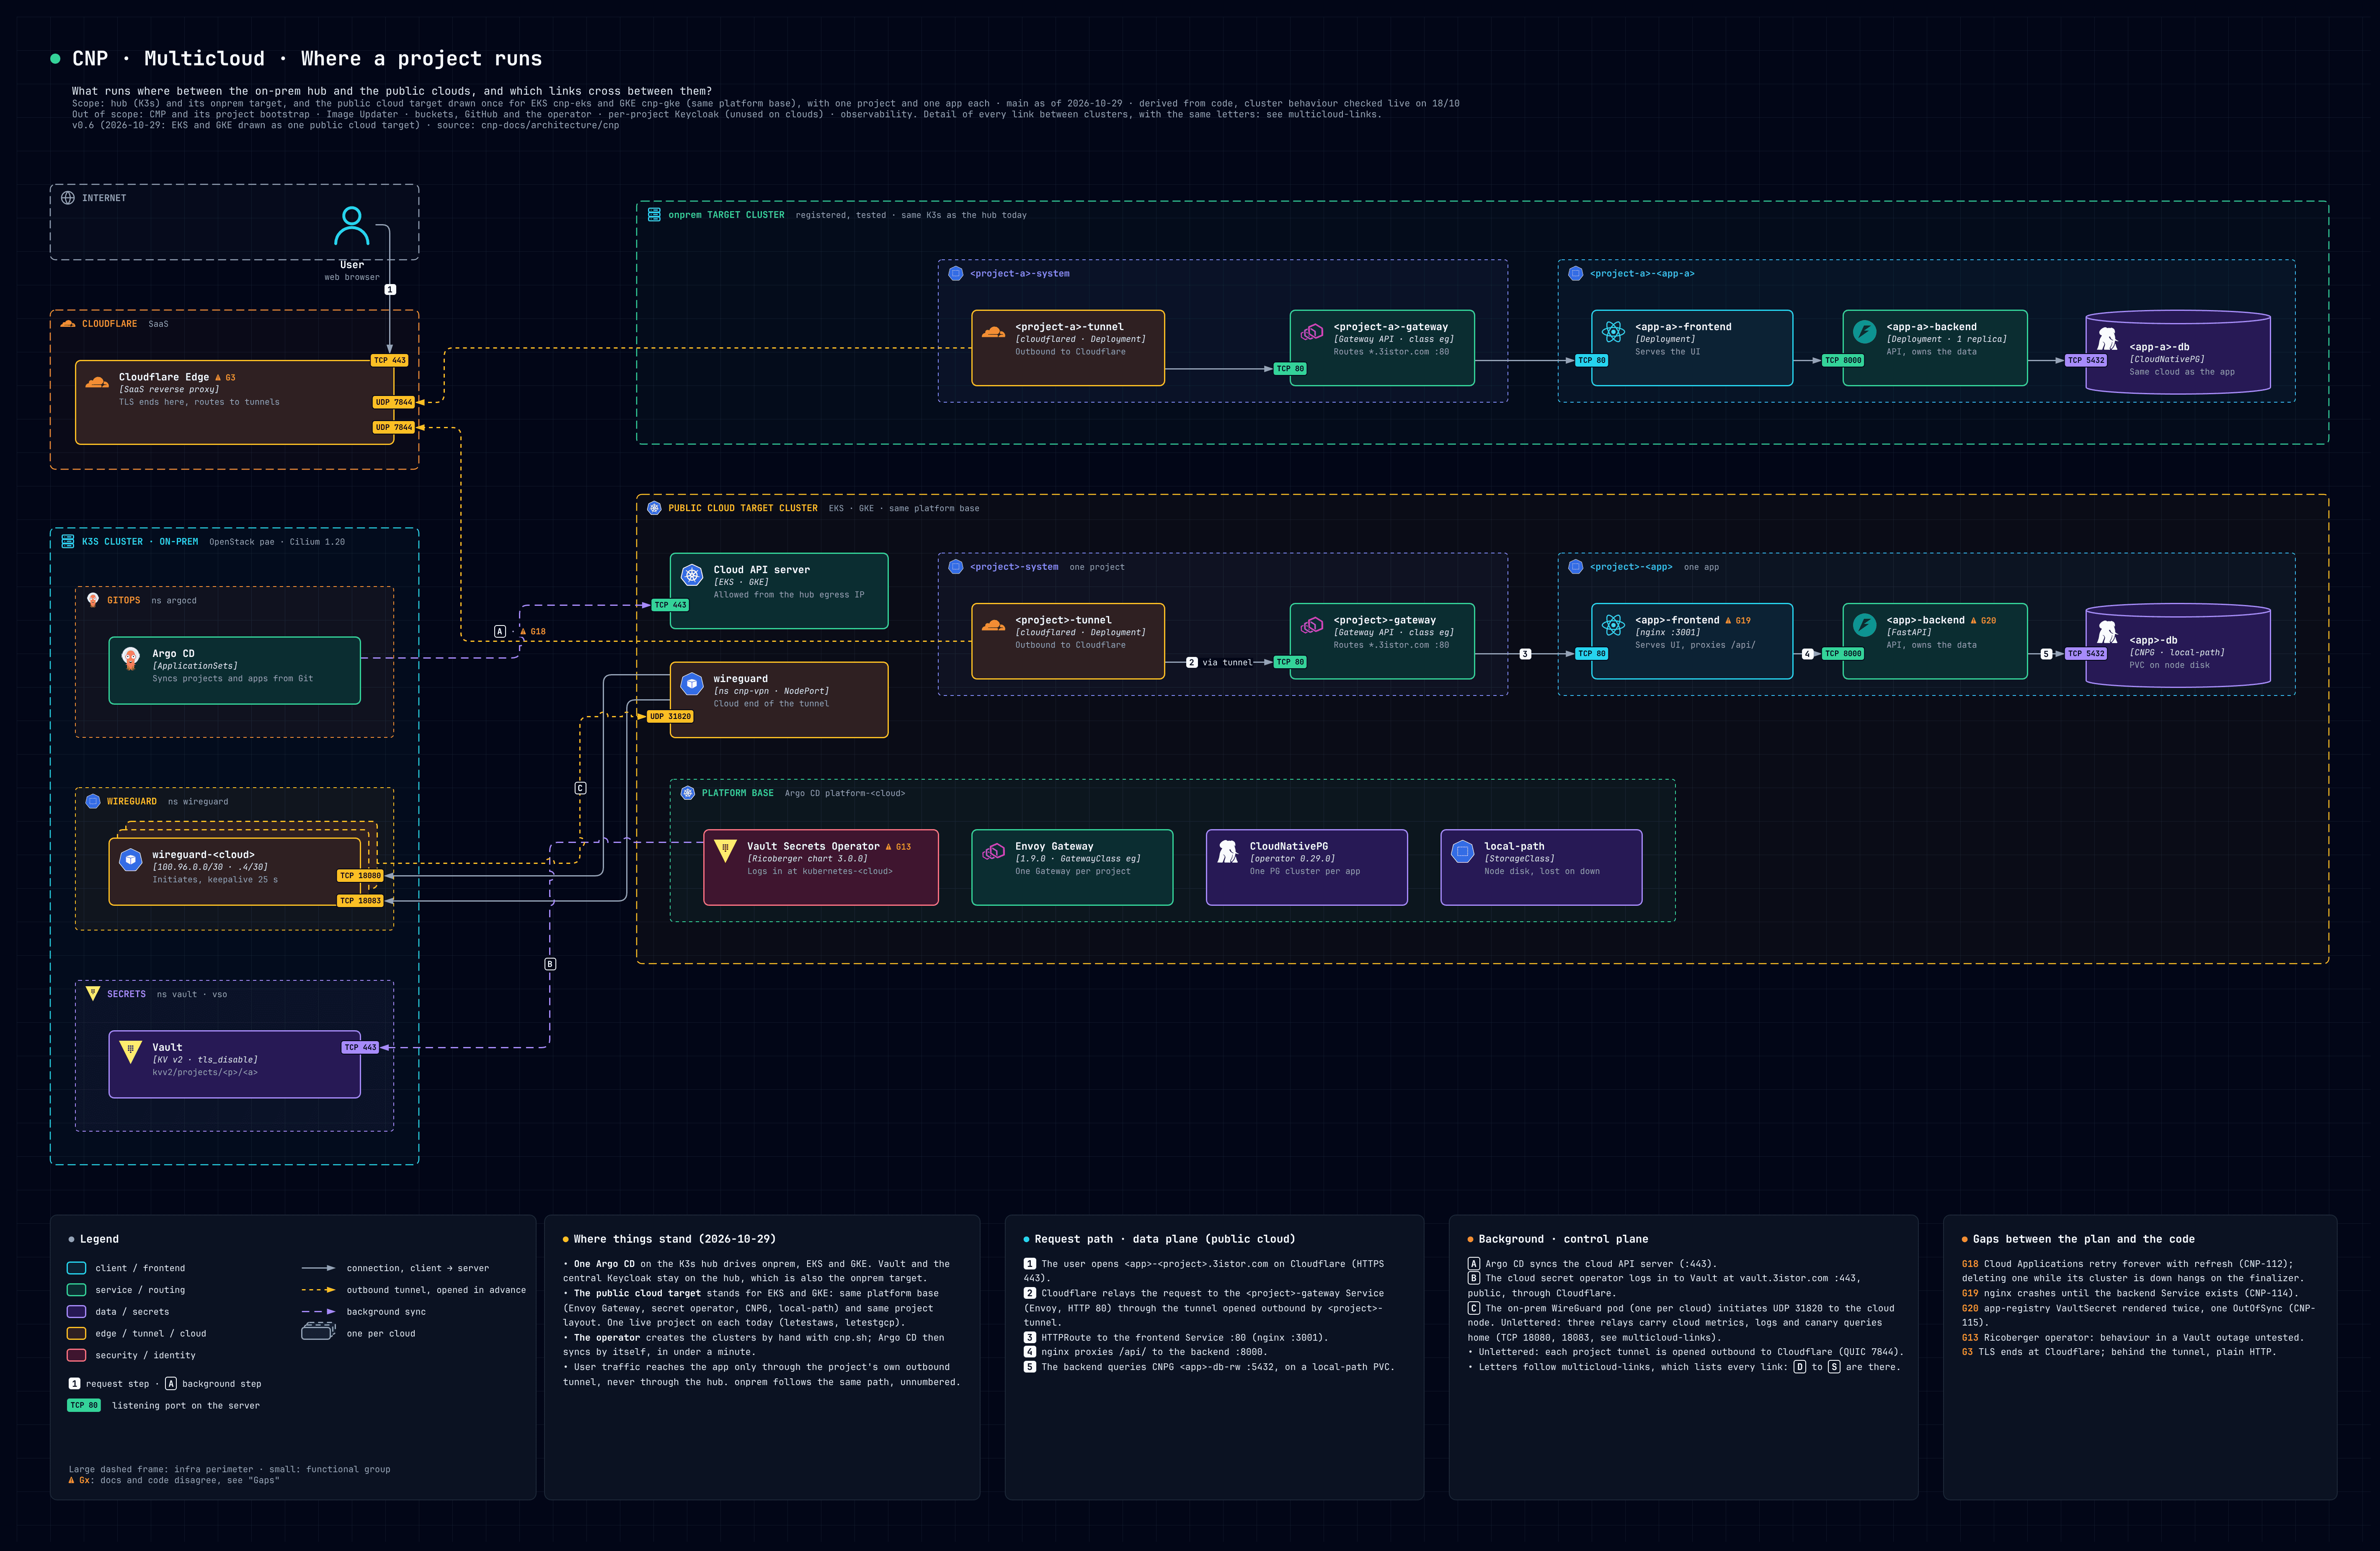 CNP · Multicloud · Where a project runs
What runs where between the on-prem hub and the public clouds, and which links cross between them?
Scope: hub (K3s) and its onprem target, and the public cloud target drawn once for EKS cnp-eks and GKE cnp-gke (same platform base), with one project and one app each · main as of 2026-10-29 · derived from code, cluster behaviour checked live on 18/10
Out of scope: CMP and its project bootstrap · Image Updater · buckets, GitHub and the operator · per-project Keycloak (unused on clouds) · observability. Detail of every link between clusters, with the same letters: see multicloud-links.
v0.6 (2026-10-29: EKS and GKE drawn as one public cloud target) · source: cnp-docs/architecture/cnp
INTERNET
User
web browser
1
CLOUDFLARE SaaS
TCP 443
Cloudflare Edge G3
[SaaS reverse proxy]
TLS ends here, routes to tunnels
UDP 7844
UDP 7844
onprem TARGET CLUSTER registered, tested · same K3s as the hub today
<project-a>-system
<project-a>-tunnel
[cloudflared · Deployment]
Outbound to Cloudflare
<project-a>-gateway
[Gateway API · class eg]
Routes *.3istor.com :80
TCP 80
<project-a>-<app-a>
<app-a>-frontend
[Deployment]
Serves the UI
TCP 80
<app-a>-backend
[Deployment · 1 replica]
API, owns the data
TCP 8000
<app-a>-db
[CloudNativePG]
Same cloud as the app
TCP 5432
K3S CLUSTER · ON-PREM OpenStack pae · Cilium 1.20
GITOPS ns argocd
Argo CD
[ApplicationSets]
Syncs projects and apps from Git
A · G18
WIREGUARD ns wireguard
wireguard-<cloud>
[100.96.0.0/30 · .4/30]
Initiates, keepalive 25 s
TCP 18080
TCP 18083
SECRETS ns vault · vso
Vault
[KV v2 · tls_disable]
kvv2/projects/<p>/<a>
TCP 443
C
B
PUBLIC CLOUD TARGET CLUSTER EKS · GKE · same platform base
Cloud API server
[EKS · GKE]
Allowed from the hub egress IP
TCP 443
wireguard
[ns cnp-vpn · NodePort]
Cloud end of the tunnel
UDP 31820
<project>-system one project
<project>-tunnel
[cloudflared · Deployment]
Outbound to Cloudflare
2 via tunnel
TCP 80
<project>-gateway
[Gateway API · class eg]
Routes *.3istor.com :80
3
<project>-<app> one app
TCP 80
<app>-frontend G19
[nginx :3001]
Serves UI, proxies /api/
4
TCP 8000
<app>-backend G20
[FastAPI]
API, owns the data
5
TCP 5432
<app>-db
[CNPG · local-path]
PVC on node disk
PLATFORM BASE Argo CD platform-<cloud>
Vault Secrets Operator G13
[Ricoberger chart 3.0.0]
Logs in at kubernetes-<cloud>
Envoy Gateway
[1.9.0 · GatewayClass eg]
One Gateway per project
CloudNativePG
[operator 0.29.0]
One PG cluster per app
local-path
[StorageClass]
Node disk, lost on down
Legend
client / frontend
service / routing
data / secrets
edge / tunnel / cloud
security / identity
connection, client → server
outbound tunnel, opened in advance
background sync
one per cloud
1 request step · A background step
TCP 80 listening port on the server
Large dashed frame: infra perimeter · small: functional group
Gx: docs and code disagree, see "Gaps"
Where things stand (2026-10-29)
· One Argo CD on the K3s hub drives onprem, EKS and GKE. Vault and the
central Keycloak stay on the hub, which is also the onprem target.
· The public cloud target stands for EKS and GKE: same platform base
(Envoy Gateway, secret operator, CNPG, local-path) and same project
layout. One live project on each today (letestaws, letestgcp).
· The operator creates the clusters by hand with cnp.sh; Argo CD then
syncs by itself, in under a minute.
· User traffic reaches the app only through the project's own outbound
tunnel, never through the hub. onprem follows the same path, unnumbered.
Request path · data plane (public cloud)
1 The user opens <app>-<project>.3istor.com on Cloudflare (HTTPS
443).
2 Cloudflare relays the request to the <project>-gateway Service
(Envoy, HTTP 80) through the tunnel opened outbound by <project>-
tunnel.
3 HTTPRoute to the frontend Service :80 (nginx :3001).
4 nginx proxies /api/ to the backend :8000.
5 The backend queries CNPG <app>-db-rw :5432, on a local-path PVC.
Background · control plane
A Argo CD syncs the cloud API server (:443).
B The cloud secret operator logs in to Vault at vault.3istor.com :443,
public, through Cloudflare.
C The on-prem WireGuard pod (one per cloud) initiates UDP 31820 to the cloud
node. Unlettered: three relays carry cloud metrics, logs and canary queries
home (TCP 18080, 18083, see multicloud-links).
· Unlettered: each project tunnel is opened outbound to Cloudflare (QUIC 7844).
· Letters follow multicloud-links, which lists every link: D to S are there.
Gaps between the plan and the code
G18 Cloud Applications retry forever with refresh (CNP-112);
deleting one while its cluster is down hangs on the finalizer.
G19 nginx crashes until the backend Service exists (CNP-114).
G20 app-registry VaultSecret rendered twice, one OutOfSync (CNP-
115).
G13 Ricoberger operator: behaviour in a Vault outage untested.
G3 TLS ends at Cloudflare; behind the tunnel, plain HTTP.